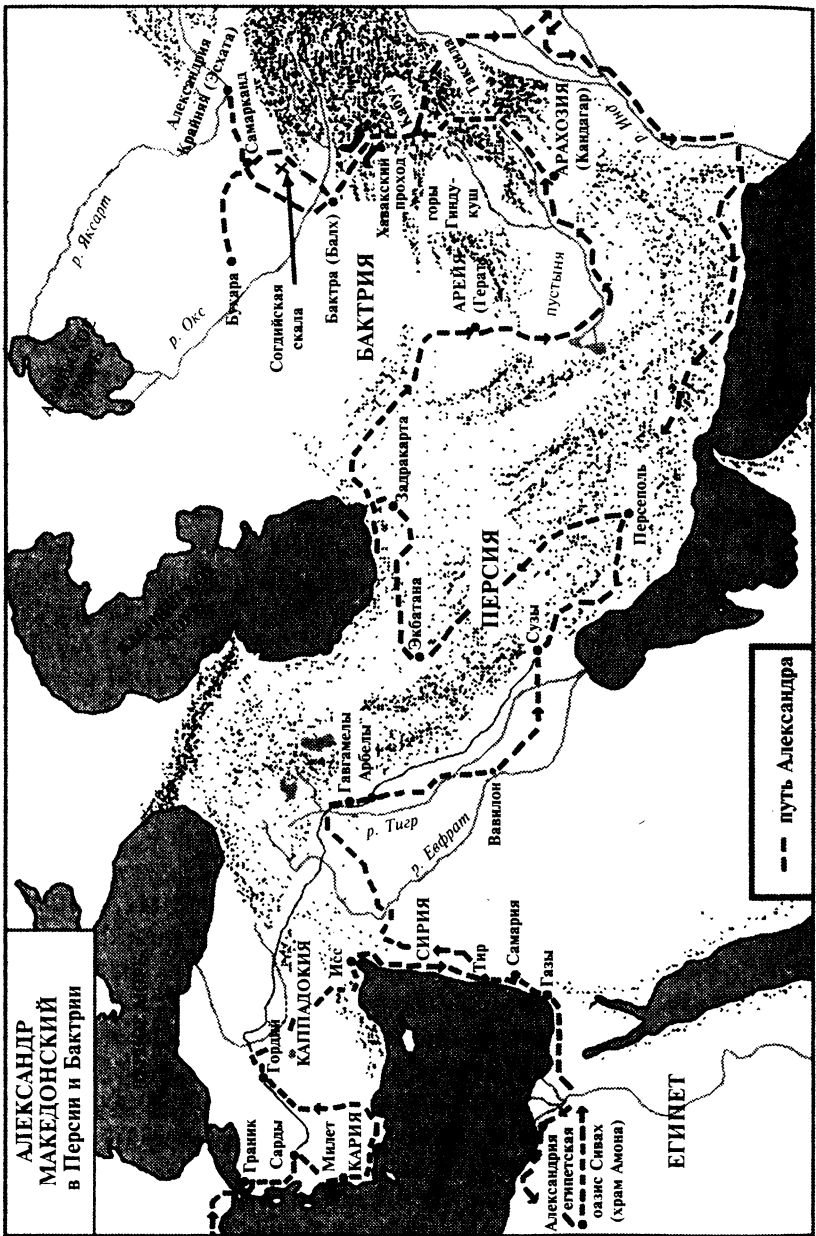 АЛЕКСАНДР
МАКЕДОНСКИЙ
в Персии и Бактрии
Граник
Сарды
Милет
КАРИЯ
Гордий
КАППАДОКИЯ
Исс
СИРИЯ
Тир
Самария
Газы
Александрия
египетская
оазис Сивах
(храм Амона)
ЕГИПЕТ
Гавгамелы
Арбелы
р. Тигр
р. Евфрат
Вавилон
Сузы
Экбатана
ПЕРСИЯ
Персеполь
Задракарта
р. Яксарт
р. Окс
Бухара
Согдийская
скала
Александрия
Крайняя (Эсхата)
Самарканд
Бактра (Балх)
БАКТРИЯ
Хавакский
проход
горы
Гинду-
куш
Кабул
Таксила
АРЕЙЯ
(Герат)
пустыня
АРАХОЗИЯ
(Кандагар)
р. Инд
путь Александра